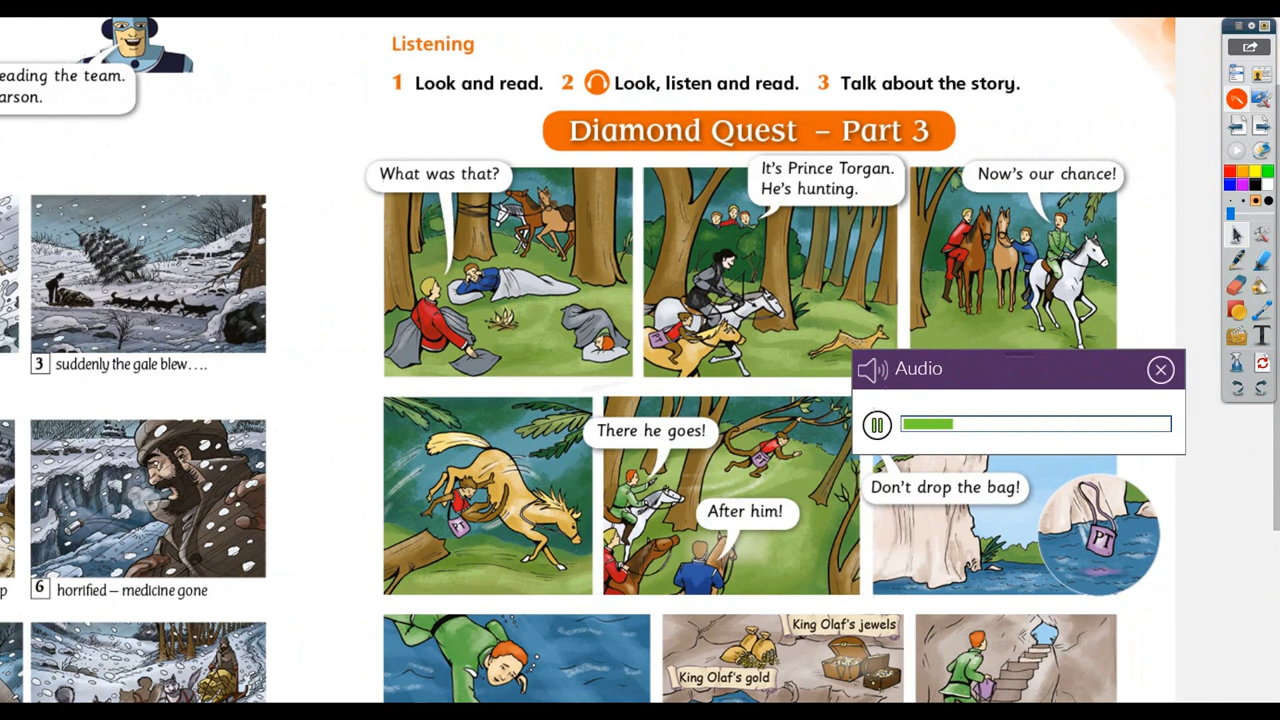 eading the team.
arson.
Listening
1 Look and read. 2 Look, listen and read. 3 Talk about the story.
Diamond Quest – Part 3
What was that?
It's Prince Torgan.
He's hunting.
Now's our chance!
3 suddenly the gale blew....
Audio
There he goes!
After him!
PT
PT
Don't drop the bag!
PT
p
6 horrified – medicine gone
King Olaf's jewels
King Olaf's gold
T